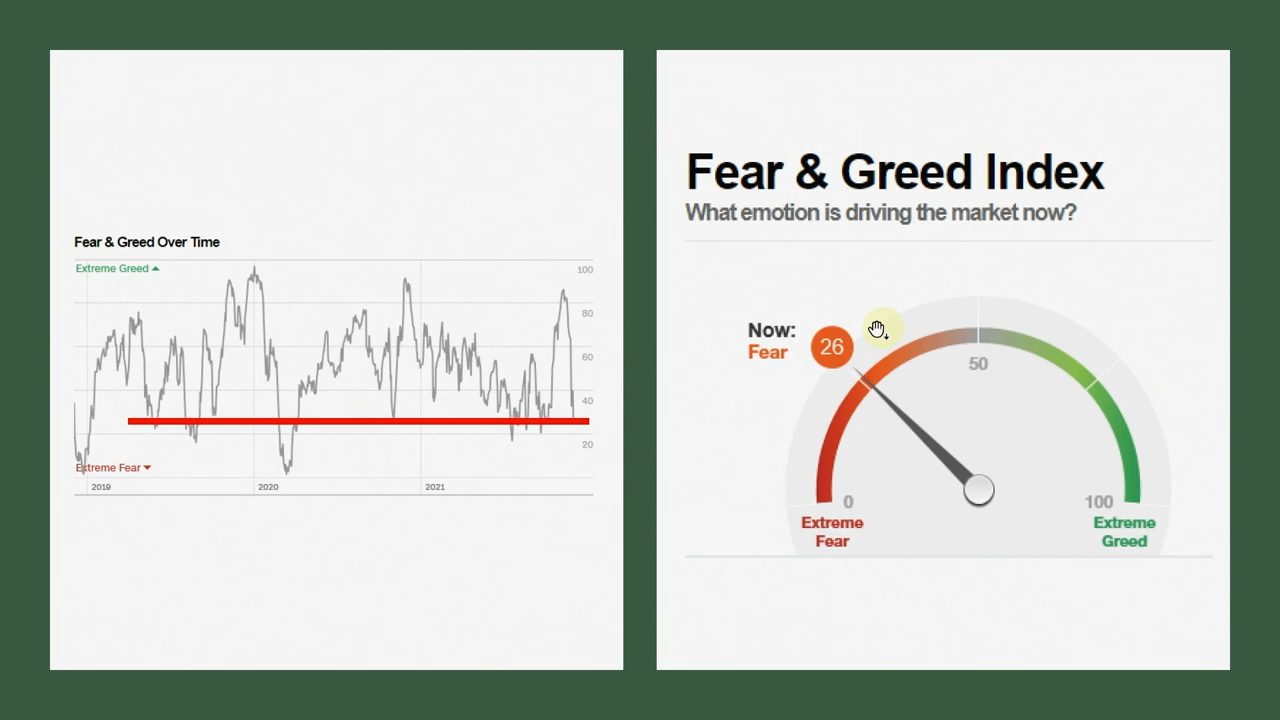 Fear & Greed Over Time
Extreme Greed
100
80
60
40
20
Extreme Fear
2019
2020
2021
Fear & Greed Index
What emotion is driving the market now?
Now:
Fear
26
50
0
100
Extreme
Fear
Extreme
Greed